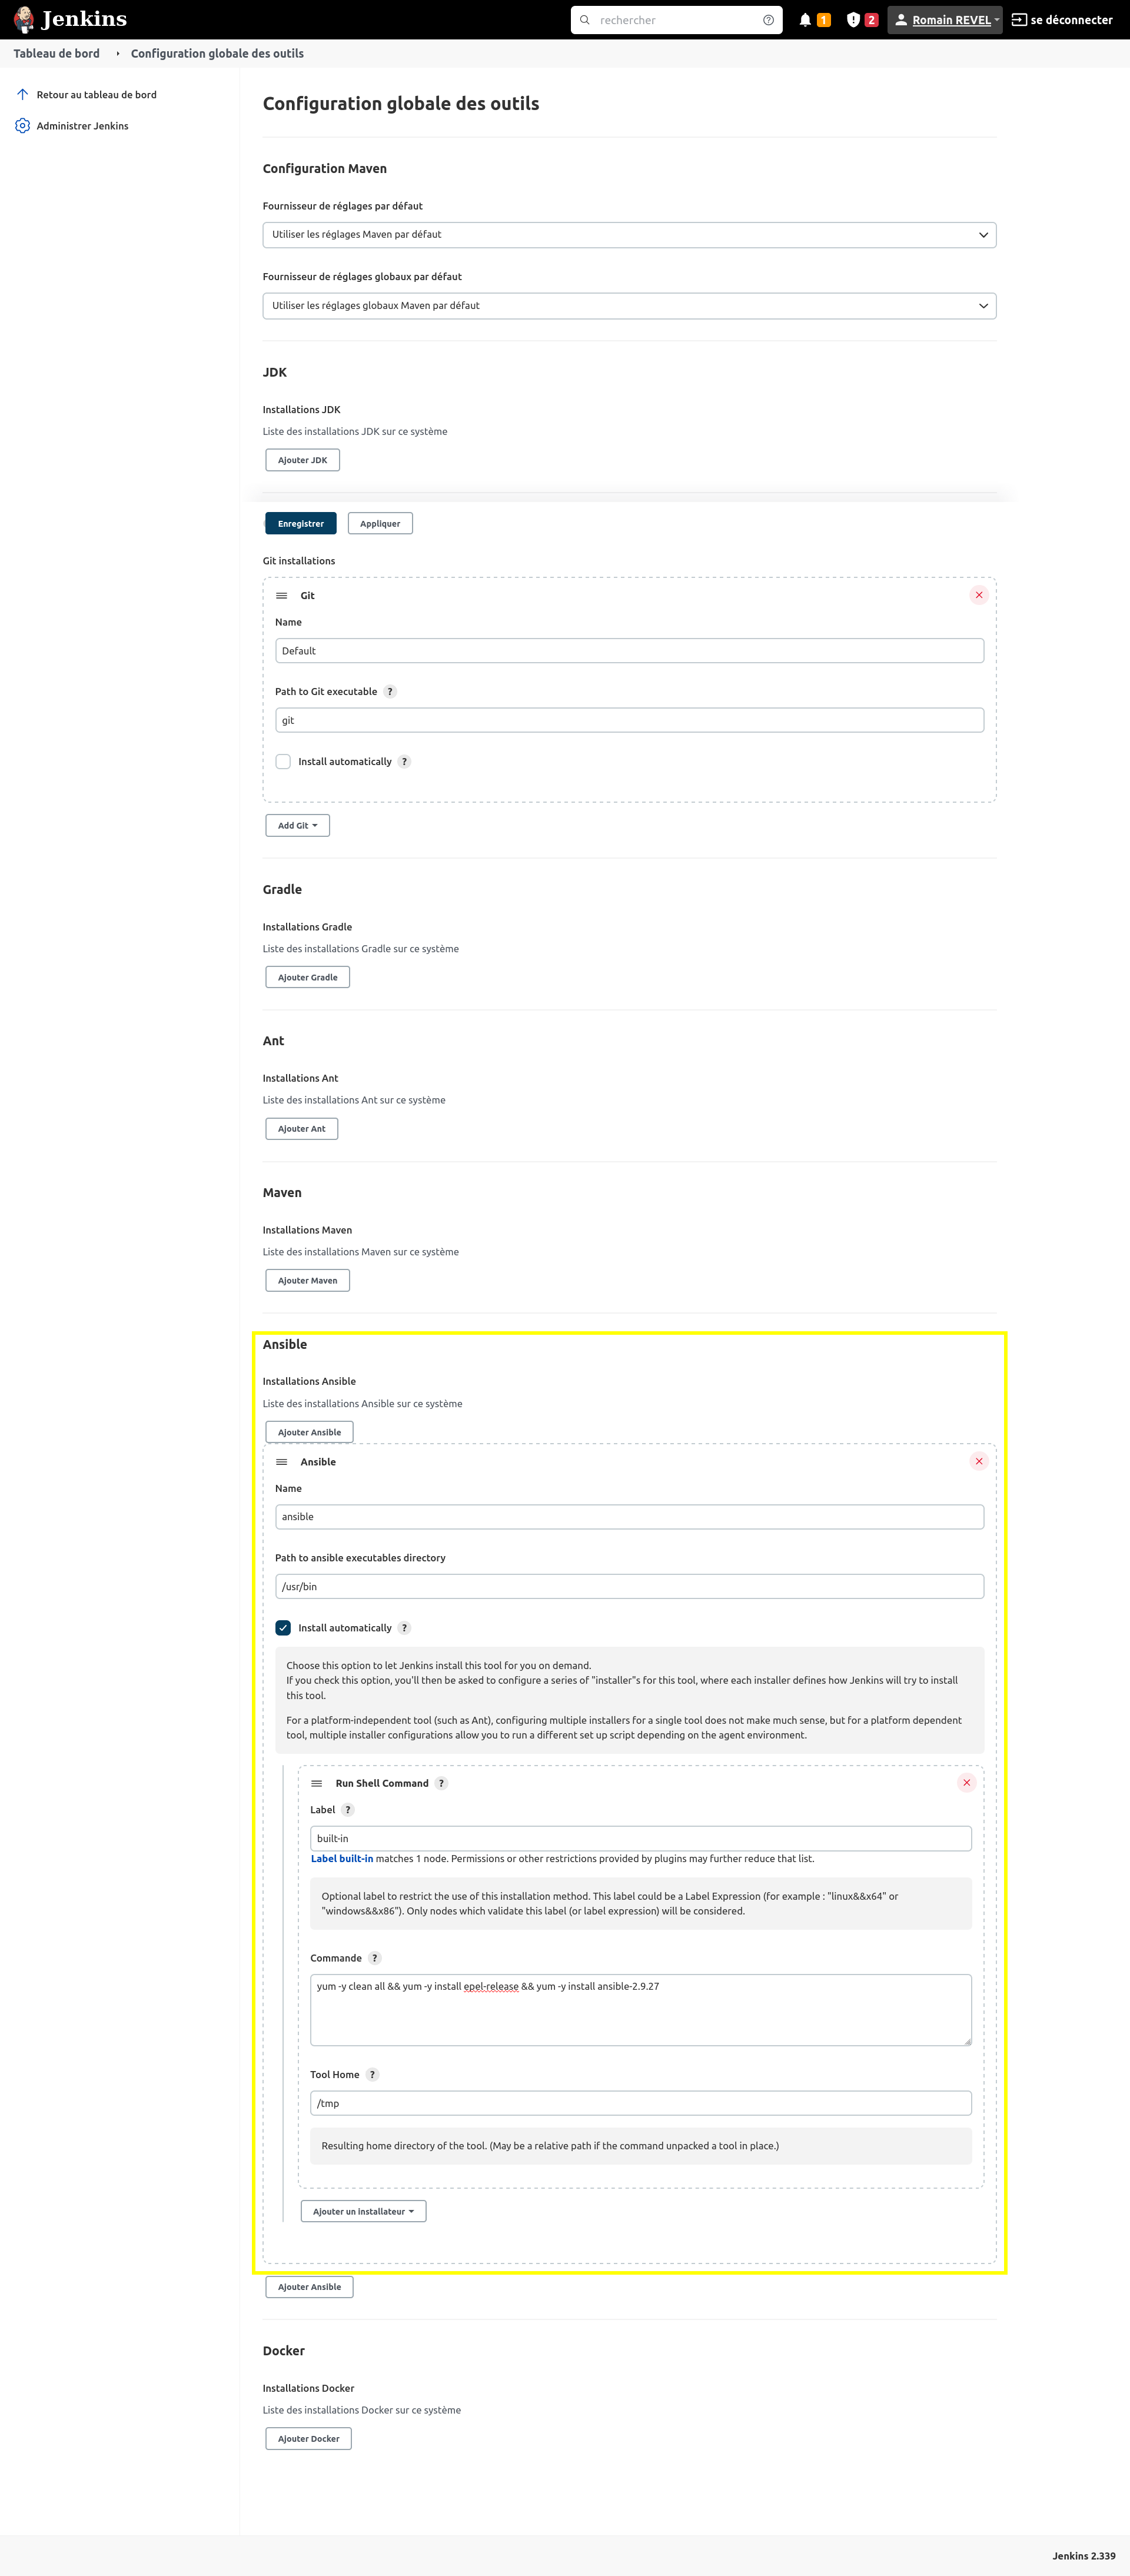 Jenkins
rechercher
1
2
Romain REVEL
se déconnecter
Tableau de bord
Configuration globale des outils
Retour au tableau de bord
Administrer Jenkins
Configuration globale des outils
Configuration Maven
Fournisseur de réglages par défaut
Utiliser les réglages Maven par défaut
Fournisseur de réglages globaux par défaut
Utiliser les réglages globaux Maven par défaut
JDK
Installations JDK
Liste des installations JDK sur ce système
Ajouter JDK
Enregistrer
Appliquer
Git installations
Git
Name
Default
Path to Git executable ?
git
Install automatically ?
Add Git
Gradle
Installations Gradle
Liste des installations Gradle sur ce système
Ajouter Gradle
Ant
Installations Ant
Liste des installations Ant sur ce système
Ajouter Ant
Maven
Installations Maven
Liste des installations Maven sur ce système
Ajouter Maven
Ansible
Installations Ansible
Liste des installations Ansible sur ce système
Ajouter Ansible
Ansible
Name
ansible
Path to ansible executables directory
/usr/bin
Install automatically ?
Choose this option to let Jenkins install this tool for you on demand.
If you check this option, you'll then be asked to configure a series of "installer"s for this tool, where each installer defines how Jenkins will try to install
this tool.
For a platform-independent tool (such as Ant), configuring multiple installers for a single tool does not make much sense, but for a platform dependent
tool, multiple installer configurations allow you to run a different set up script depending on the agent environment.
Run Shell Command ?
Label ?
built-in
Label built-in matches 1 node. Permissions or other restrictions provided by plugins may further reduce that list.
Optional label to restrict the use of this installation method. This label could be a Label Expression (for example : "linux&&x64" or
"windows&&x86"). Only nodes which validate this label (or label expression) will be considered.
Commande ?
yum -y clean all && yum -y install epel-release && yum -y install ansible-2.9.27
Tool Home ?
/tmp
Resulting home directory of the tool. (May be a relative path if the command unpacked a tool in place.)
Ajouter un installateur
Ajouter Ansible
Docker
Installations Docker
Liste des installations Docker sur ce système
Ajouter Docker
Jenkins 2.339